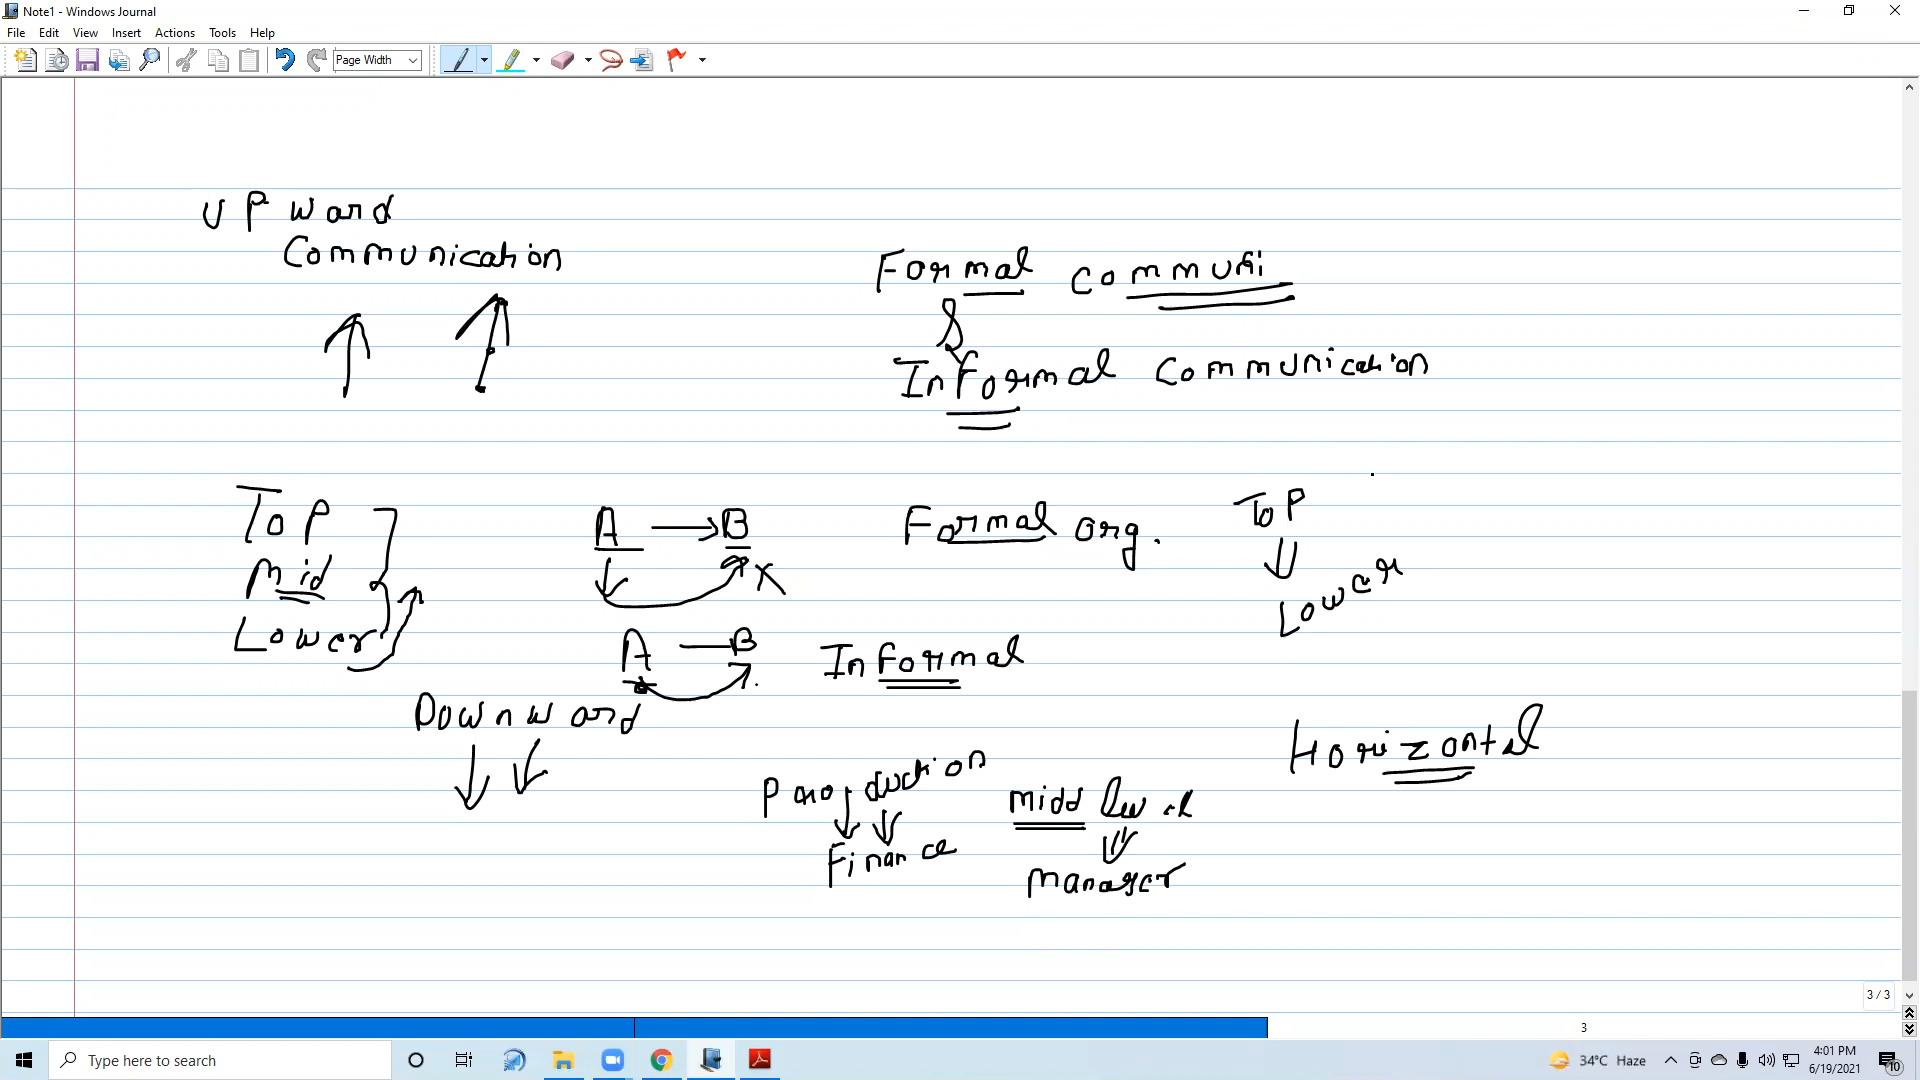 Note1 - Windows Journal
File Edit View Insert Actions Tools Help
Page Width
UPward
Communication
Formal Communi
&
Informal Communication
Top
Mid
Lower
A B X
Formal org.
Top
Lower
A B
Informal
Downward
Horizontal
Production
Finance
Midd
Manager
3 / 3
3
Type here to search
34°C Haze
4:01 PM
6/19/2021
10